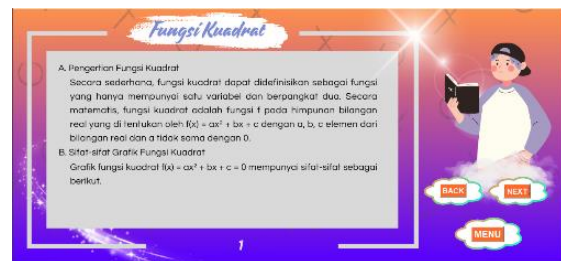 Fungsi Kuadrat
A. Pengertian Fungsi Kuadrat
Secara sederhana, fungsi kuadrat dapat didefinisikan sebagai fungsi
yang hanya mempunyai satu variabel dan berpangkat dua. Secara
matematis, fungsi kuadrat adalah fungsi f pada himpunan bilangan
real yang di tentukan oleh f(x) = ax² + bx + c dengan a, b, c elemen dari
bilangan real dan a tidak sama dengan 0.
B. Sifat-sifat Grafik Fungsi Kuadrat
Grafik fungsi kuadrat f(x) = ax² + bx + c = 0 mempunyai sifat-sifat sebagai
berikut.
BACK
NEXT
MENU
1